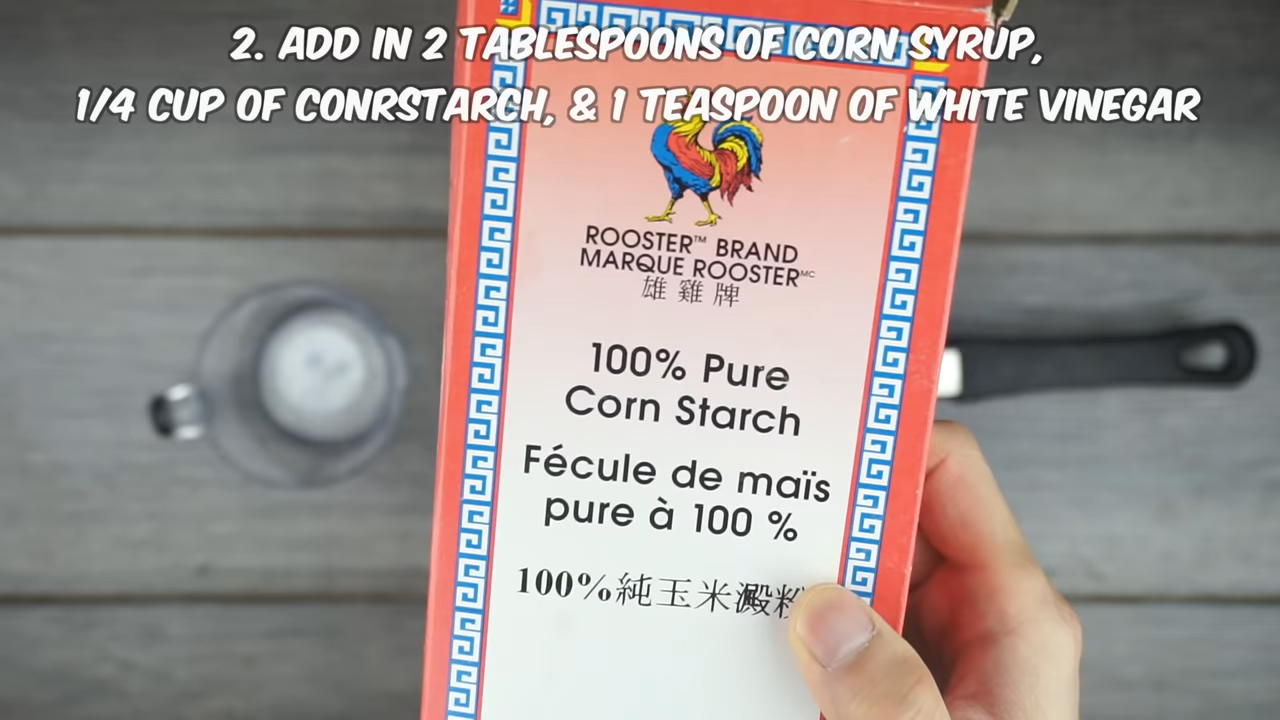 2. ADD IN 2 TABLESPOONS OF CORN SYRUP,
1/4 CUP OF CONRSTARCH, & 1 TEASPOON OF WHITE VINEGAR
ROOSTER™ BRAND
MARQUE ROOSTERMC
雄雞牌
100% Pure
Corn Starch
Fécule de maïs
pure à 100 %
100%純玉米澱粉